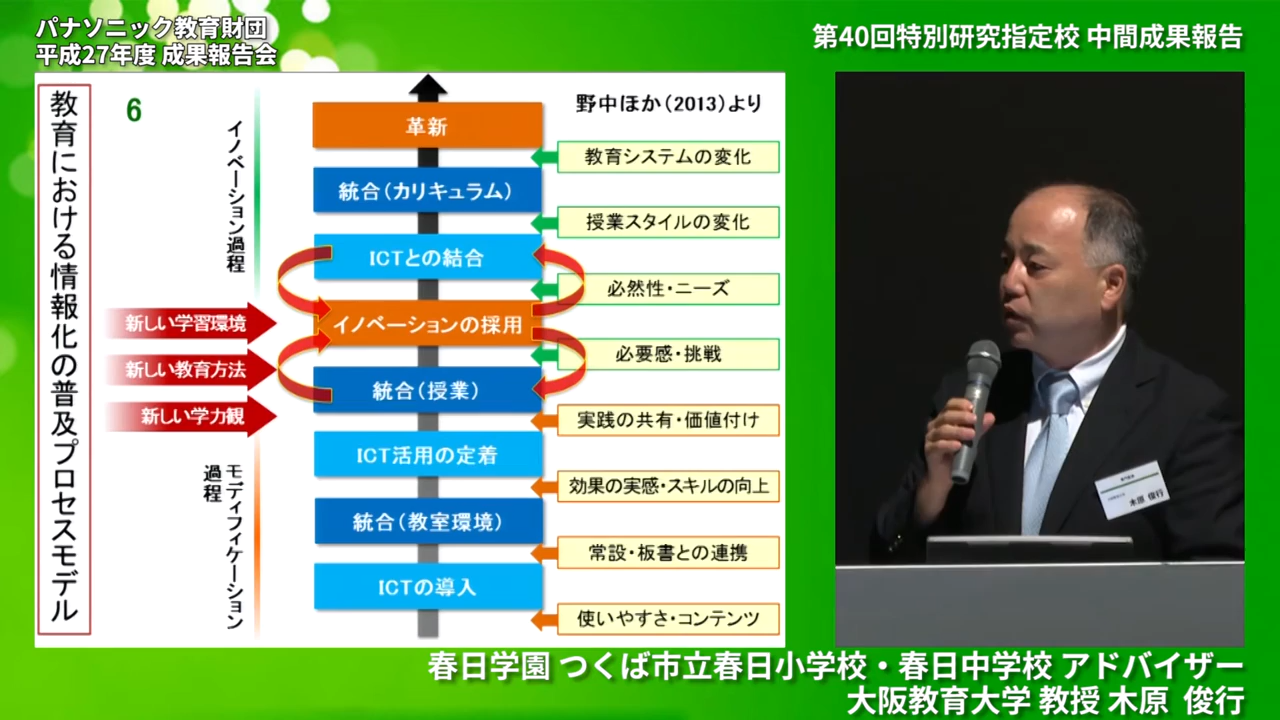 パナソニック教育財団
平成27年度 成果報告会
第40回特別研究指定校 中間成果報告
教育における情報化の普及プロセスモデル
6
野中ほか(2013)より
イノベーション過程
革新
教育システムの変化
統合(カリキュラム)
授業スタイルの変化
ICTとの結合
必然性・ニーズ
新しい学習環境
イノベーションの採用
必要感・挑戦
新しい教育方法
統合(授業)
新しい学力観
実践の共有・価値付け
モディフィケーション
過程
ICT活用の定着
効果の実感・スキルの向上
統合(教室環境)
常設・板書との連携
ICTの導入
使いやすさ・コンテンツ
木原 俊行
春日学園 つくば市立春日小学校・春日中学校 アドバイザー
大阪教育大学 教授 木原 俊行